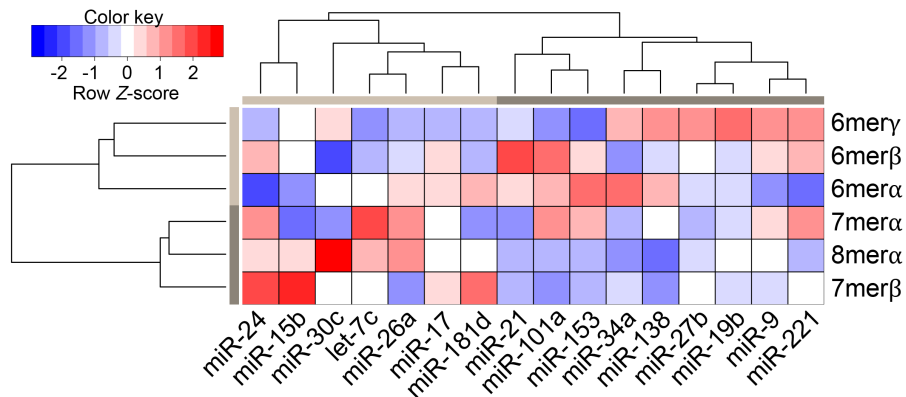 Color key
-2 -1 0 1 2
Row Z-score
6merγ
6merβ
6merα
7merα
8merα
7merβ
miR-24
miR-15b
miR-30c
let-7c
miR-26a
miR-17
miR-181d
miR-21
miR-101a
miR-153
miR-34a
miR-138
miR-27b
miR-19b
miR-9
miR-221